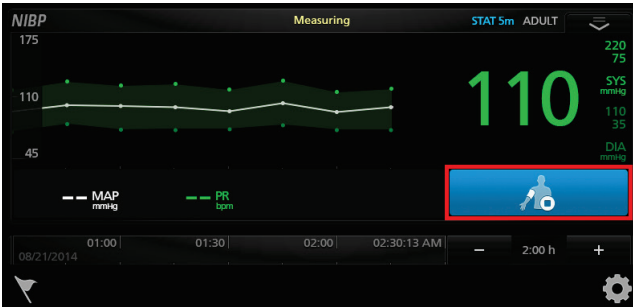 NIBP Measuring STAT 5m ADULT
175
220
75
SYS
mmHg
110
110
110
35
45
DIA
mmHg
-- MAP
mmHg
-- PR
bpm
01:00 01:30 02:00 02:30:13 AM
08/21/2014
− 2:00 h +